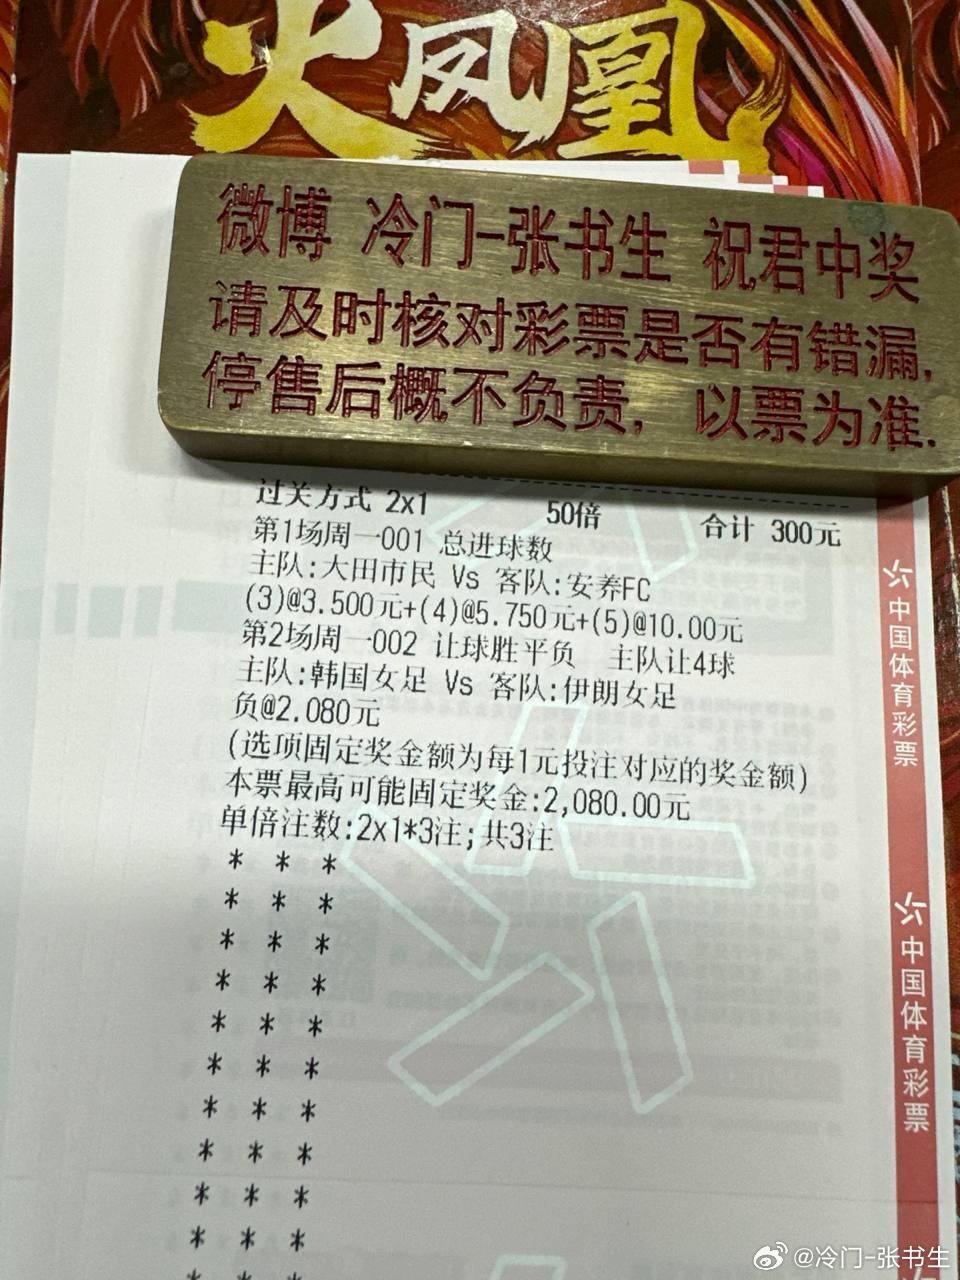 火凤凰
微博 冷门-张书生 祝君中奖
请及时核对彩票是否有错漏,
停售后概不负责, 以票为准.
过关方式 2x1 50倍 合计 300元
第1场周一001 总进球数
主队:大田市民 Vs 客队:安养FC
(3)@3.500元+(4)@5.750元+(5)@10.00元
第2场周一002 让球胜平负 主队让4球
主队:韩国女足 Vs 客队:伊朗女足
负@2.080元
(选项固定奖金额为每1元投注对应的奖金额)
本票最高可能固定奖金:2,080.00元
单倍注数:2x1*3注;共3注
* * *
* * *
* * *
* * *
* * *
* * *
* * *
* * *
* * *
* * *
* * *
中国体育彩票
中国体育彩票
@冷门-张书生